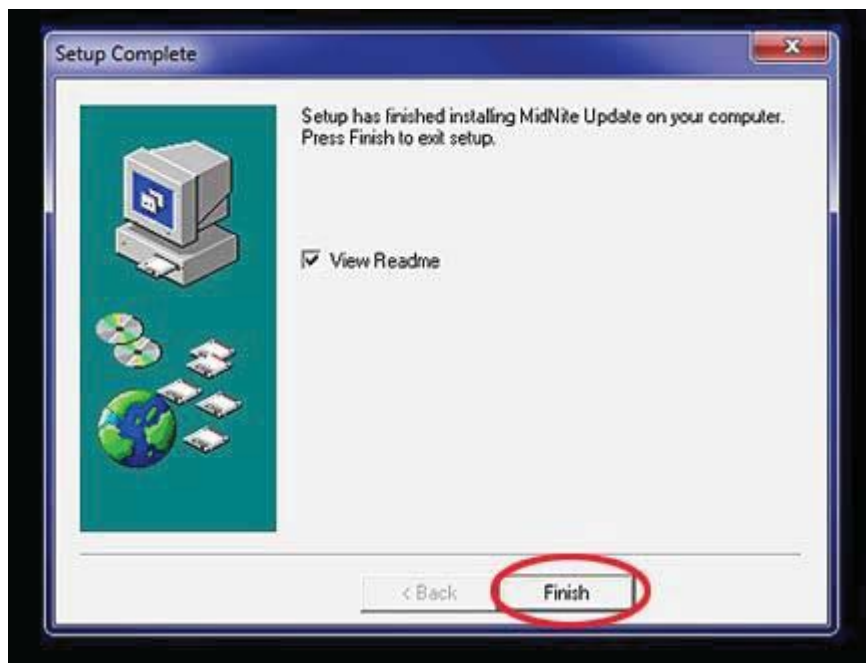 Setup Complete
Setup has finished installing MidNite Update on your computer.
Press Finish to exit setup.
View Readme
< Back
Finish